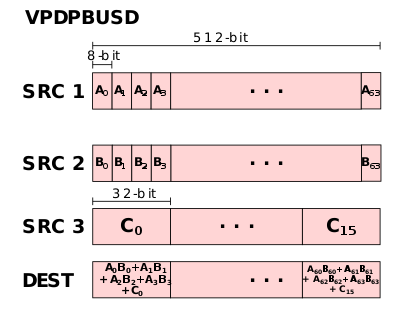 VPDPBUSD
512-bit
8-bit
SRC 1 A0 A1 A2 A3 ... A63
SRC 2 B0 B1 B2 B3 ... B63
32-bit
SRC 3 C0 ... C15
DEST
A0B0+A1B1
+A2B2+A3B3
+C0
...
A60B60+A61B61
+ A62B62+A63B63
+ C15